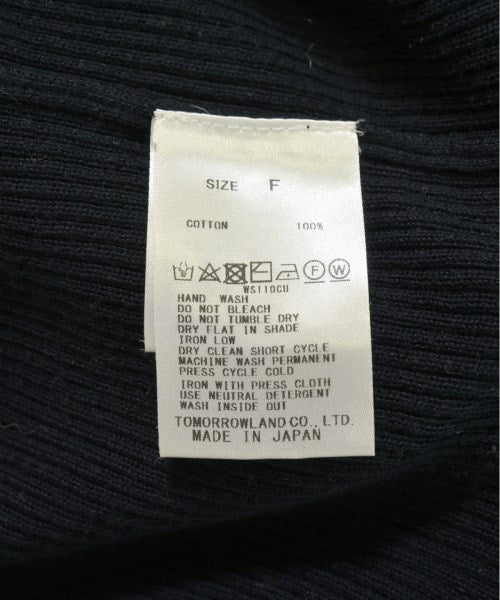 SIZE F
COTTON 100%
F W
WS110CU
HAND WASH
DO NOT BLEACH
DO NOT TUMBLE DRY
DRY FLAT IN SHADE
IRON LOW
DRY CLEAN SHORT CYCLE
MACHINE WASH PERMANENT
PRESS CYCLE COLD
IRON WITH PRESS CLOTH
USE NEUTRAL DETERGENT
WASH INSIDE OUT
TOMORROWLAND CO., LTD.
MADE IN JAPAN